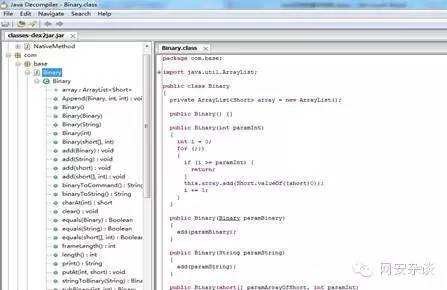 Java Decompiler - Binary.class
File Edit Navigate Search Help
classes-dex2jar.jar
NativeMethod
com
base
Binary
Binary
array : ArrayList<Short>
Append(Binary, int, int) : voi
Binary()
Binary(Binary)
Binary(String)
Binary(int)
Binary(short[], int)
add(Binary) : void
add(String) : void
add(short) : void
add(short[], int) : void
binaryToCommand() : String
binaryToString() : String
charAt(int) : short
clear() : void
equals(Binary) : Boolean
equals(String) : Boolean
equals(short[], int) : Boolean
frameLength() : int
length() : int
print() : String
putAt(int, short) : void
stringToBinary(String) : Bina
Binary.class
package com.base;
import java.util.ArrayList;
public class Binary
{
private ArrayList<Short> array = new ArrayList();
public Binary() {}
public Binary(int paramInt)
{
int i = 0;
for (;;)
{
if (i >= paramInt) {
return;
}
this.array.add(Short.valueOf((short)0));
i += 1;
}
}
public Binary(Binary paramBinary)
{
add(paramBinary);
}
public Binary(String paramString)
{
add(paramString);
}
public Binary(short[] paramArrayOfShort, int paramInt)
网安杂谈